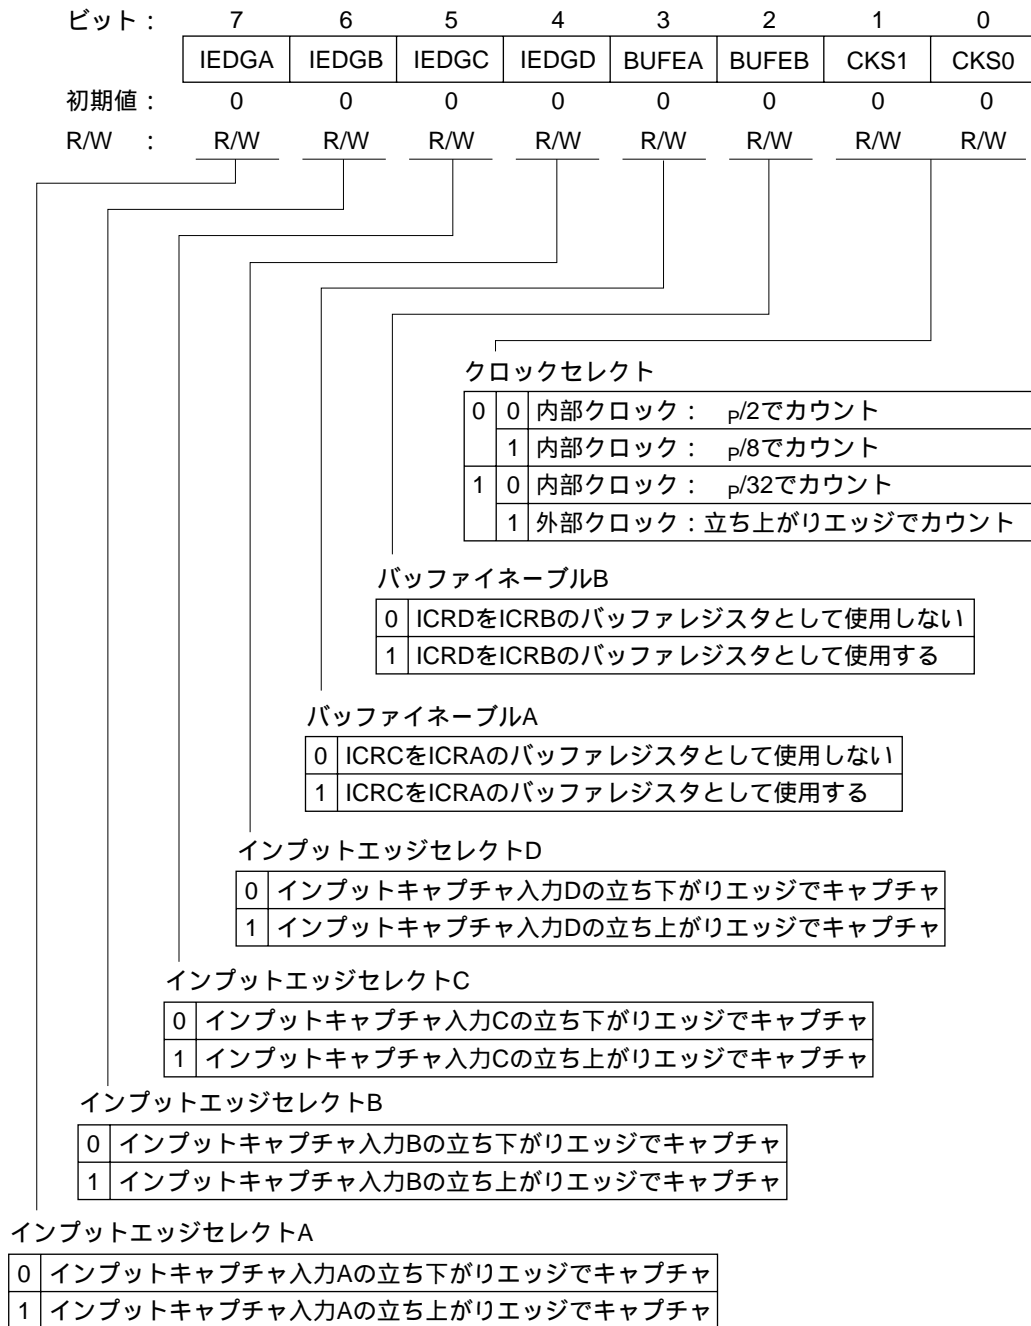 ビット： 7 6 5 4 3 2 1 0
IEDGA IEDGB IEDGC IEDGD BUFEA BUFEB CKS1 CKS0
初期値： 0 0 0 0 0 0 0 0
R/W ： R/W R/W R/W R/W R/W R/W R/W R/W
クロックセレクト
0 0 内部クロック： P/2でカウント
1 内部クロック： P/8でカウント
1 0 内部クロック： P/32でカウント
1 外部クロック：立ち上がりエッジでカウント
バッファイネーブルB
0 ICRDをICRBのバッファレジスタとして使用しない
1 ICRDをICRBのバッファレジスタとして使用する
バッファイネーブルA
0 ICRCをICRAのバッファレジスタとして使用しない
1 ICRCをICRAのバッファレジスタとして使用する
インプットエッジセレクトD
0 インプットキャプチャ入力Dの立ち下がりエッジでキャプチャ
1 インプットキャプチャ入力Dの立ち上がりエッジでキャプチャ
インプットエッジセレクトC
0 インプットキャプチャ入力Cの立ち下がりエッジでキャプチャ
1 インプットキャプチャ入力Cの立ち上がりエッジでキャプチャ
インプットエッジセレクトB
0 インプットキャプチャ入力Bの立ち下がりエッジでキャプチャ
1 インプットキャプチャ入力Bの立ち上がりエッジでキャプチャ
インプットエッジセレクトA
0 インプットキャプチャ入力Aの立ち下がりエッジでキャプチャ
1 インプットキャプチャ入力Aの立ち上がりエッジでキャプチャ